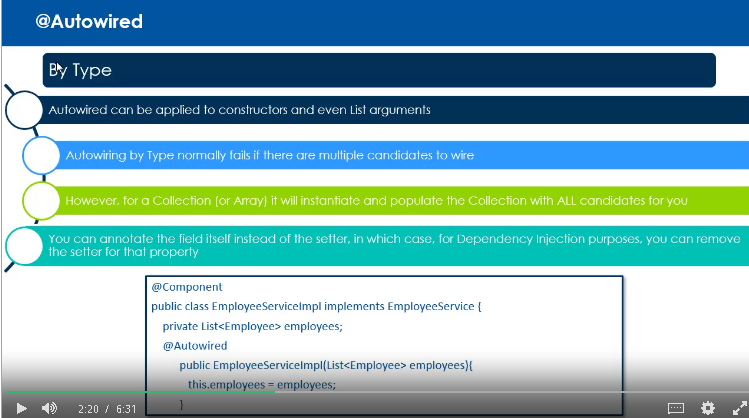 @Autowired
By Type
Autowired can be applied to constructors and even List arguments
Autowiring by Type normally fails if there are multiple candidates to wire
However, for a Collection (or Array) it will instantiate and populate the Collection with ALL candidates for you
You can annotate the field itself instead of the setter, in which case, for Dependency Injection purposes, you can remove
the setter for that property
@Component
public class EmployeeServiceImpl implements EmployeeService {
private List<Employee> employees;
@Autowired
public EmployeeServiceImpl(List<Employee> employees){
this.employees = employees;
}
2:20 / 6:31